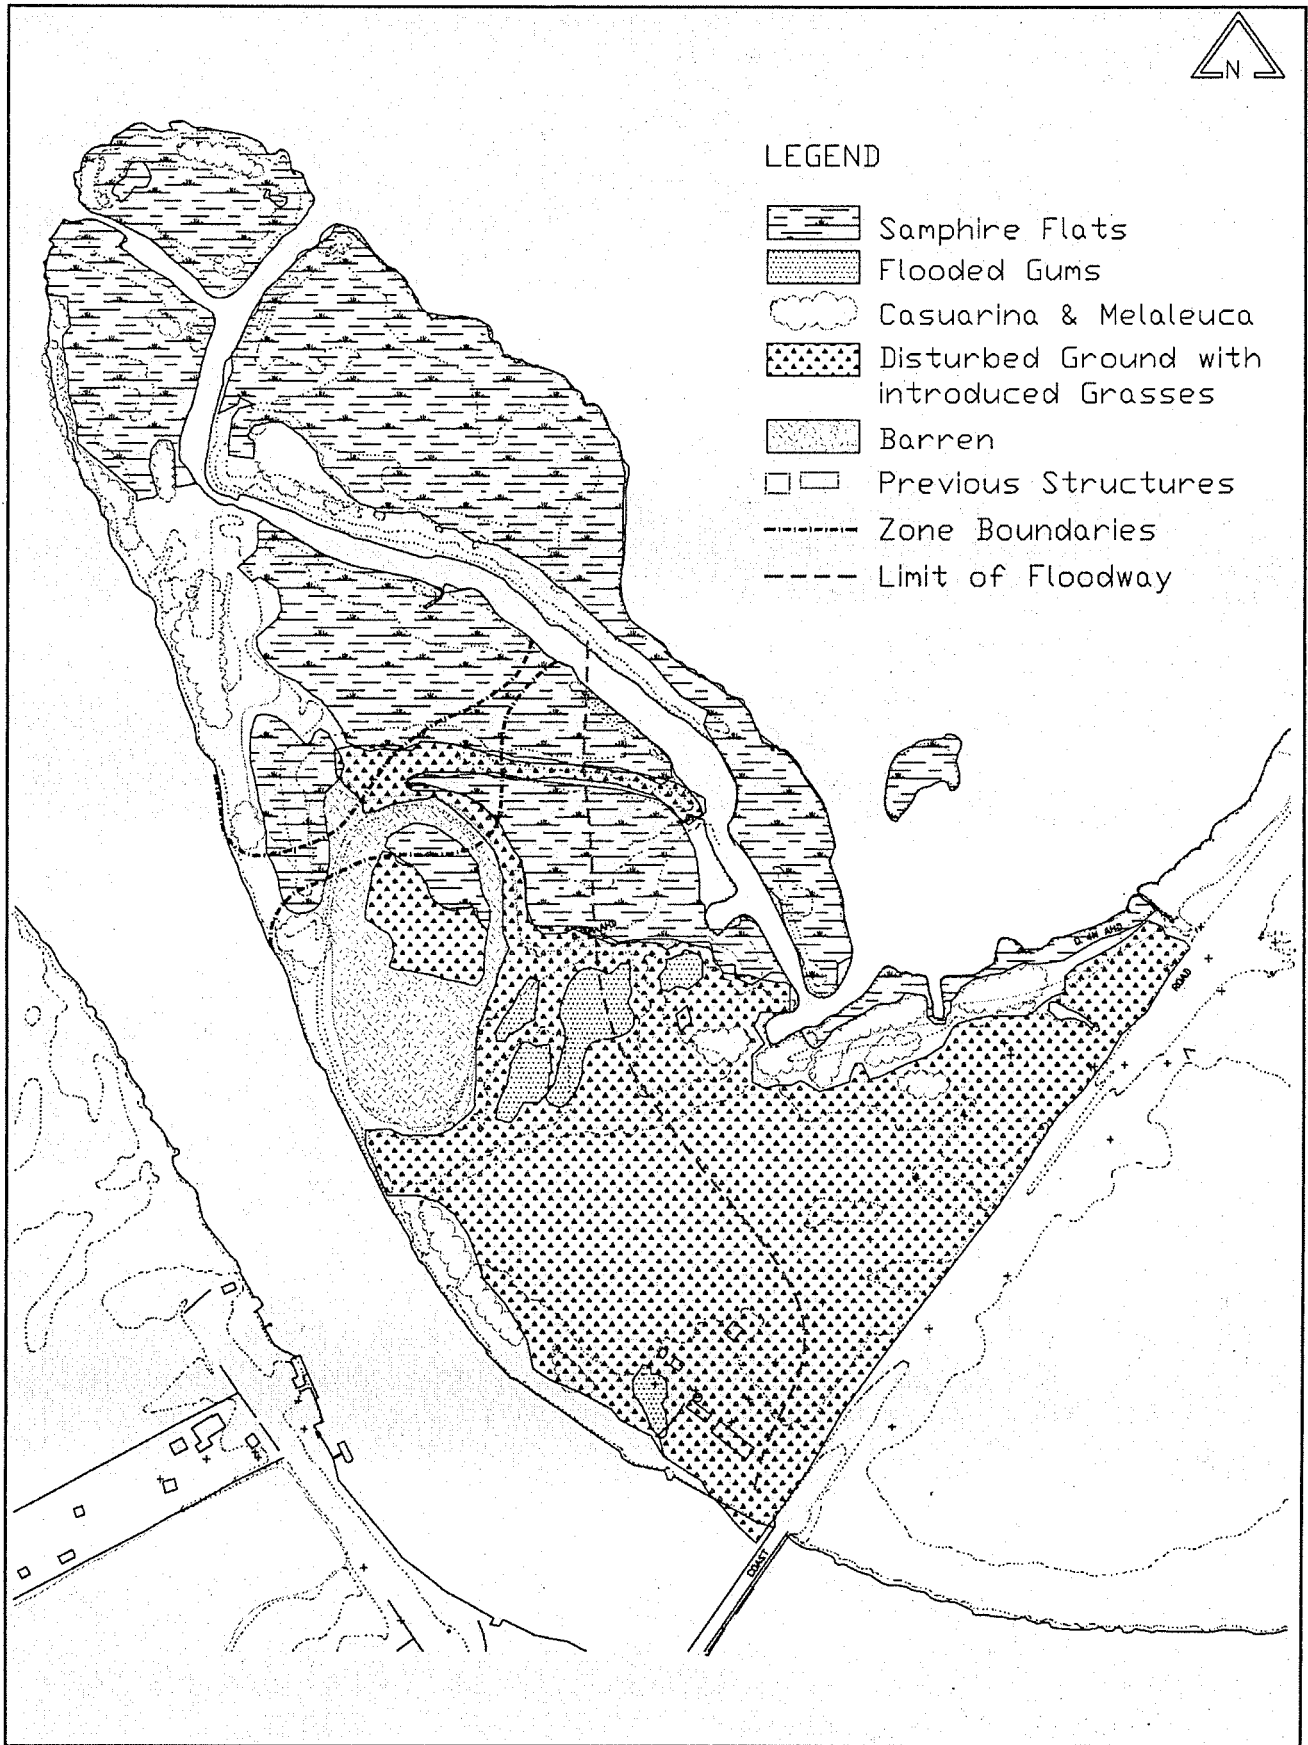 N
LEGEND
Samphire Flats
Flooded Gums
Casuarina & Melaleuca
Disturbed Ground with
introduced Grasses
Barren
Previous Structures
Zone Boundaries
Limit of Floodway
ROAD
COAST